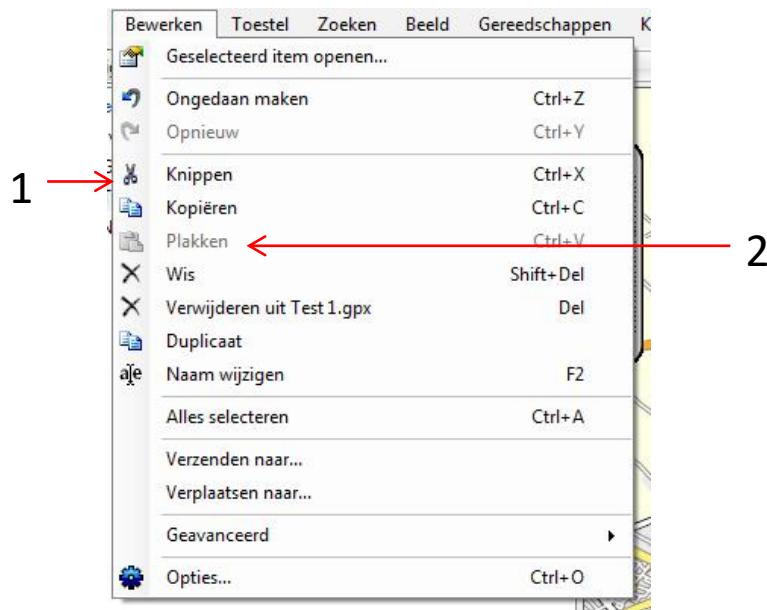 Bewerken Toestel Zoeken Beeld Gereedschappen K
Geselecteerd item openen...
Ongedaan maken Ctrl+Z
Opnieuw Ctrl+Y
1
Knippen Ctrl+X
Kopiëren Ctrl+C
Plakken Ctrl+V
2
Wis Shift+Del
Verwijderen uit Test 1.gpx Del
Duplicaat
a|e Naam wijzigen F2
Alles selecteren Ctrl+A
Verzenden naar...
Verplaatsen naar...
Geavanceerd
Opties... Ctrl+O